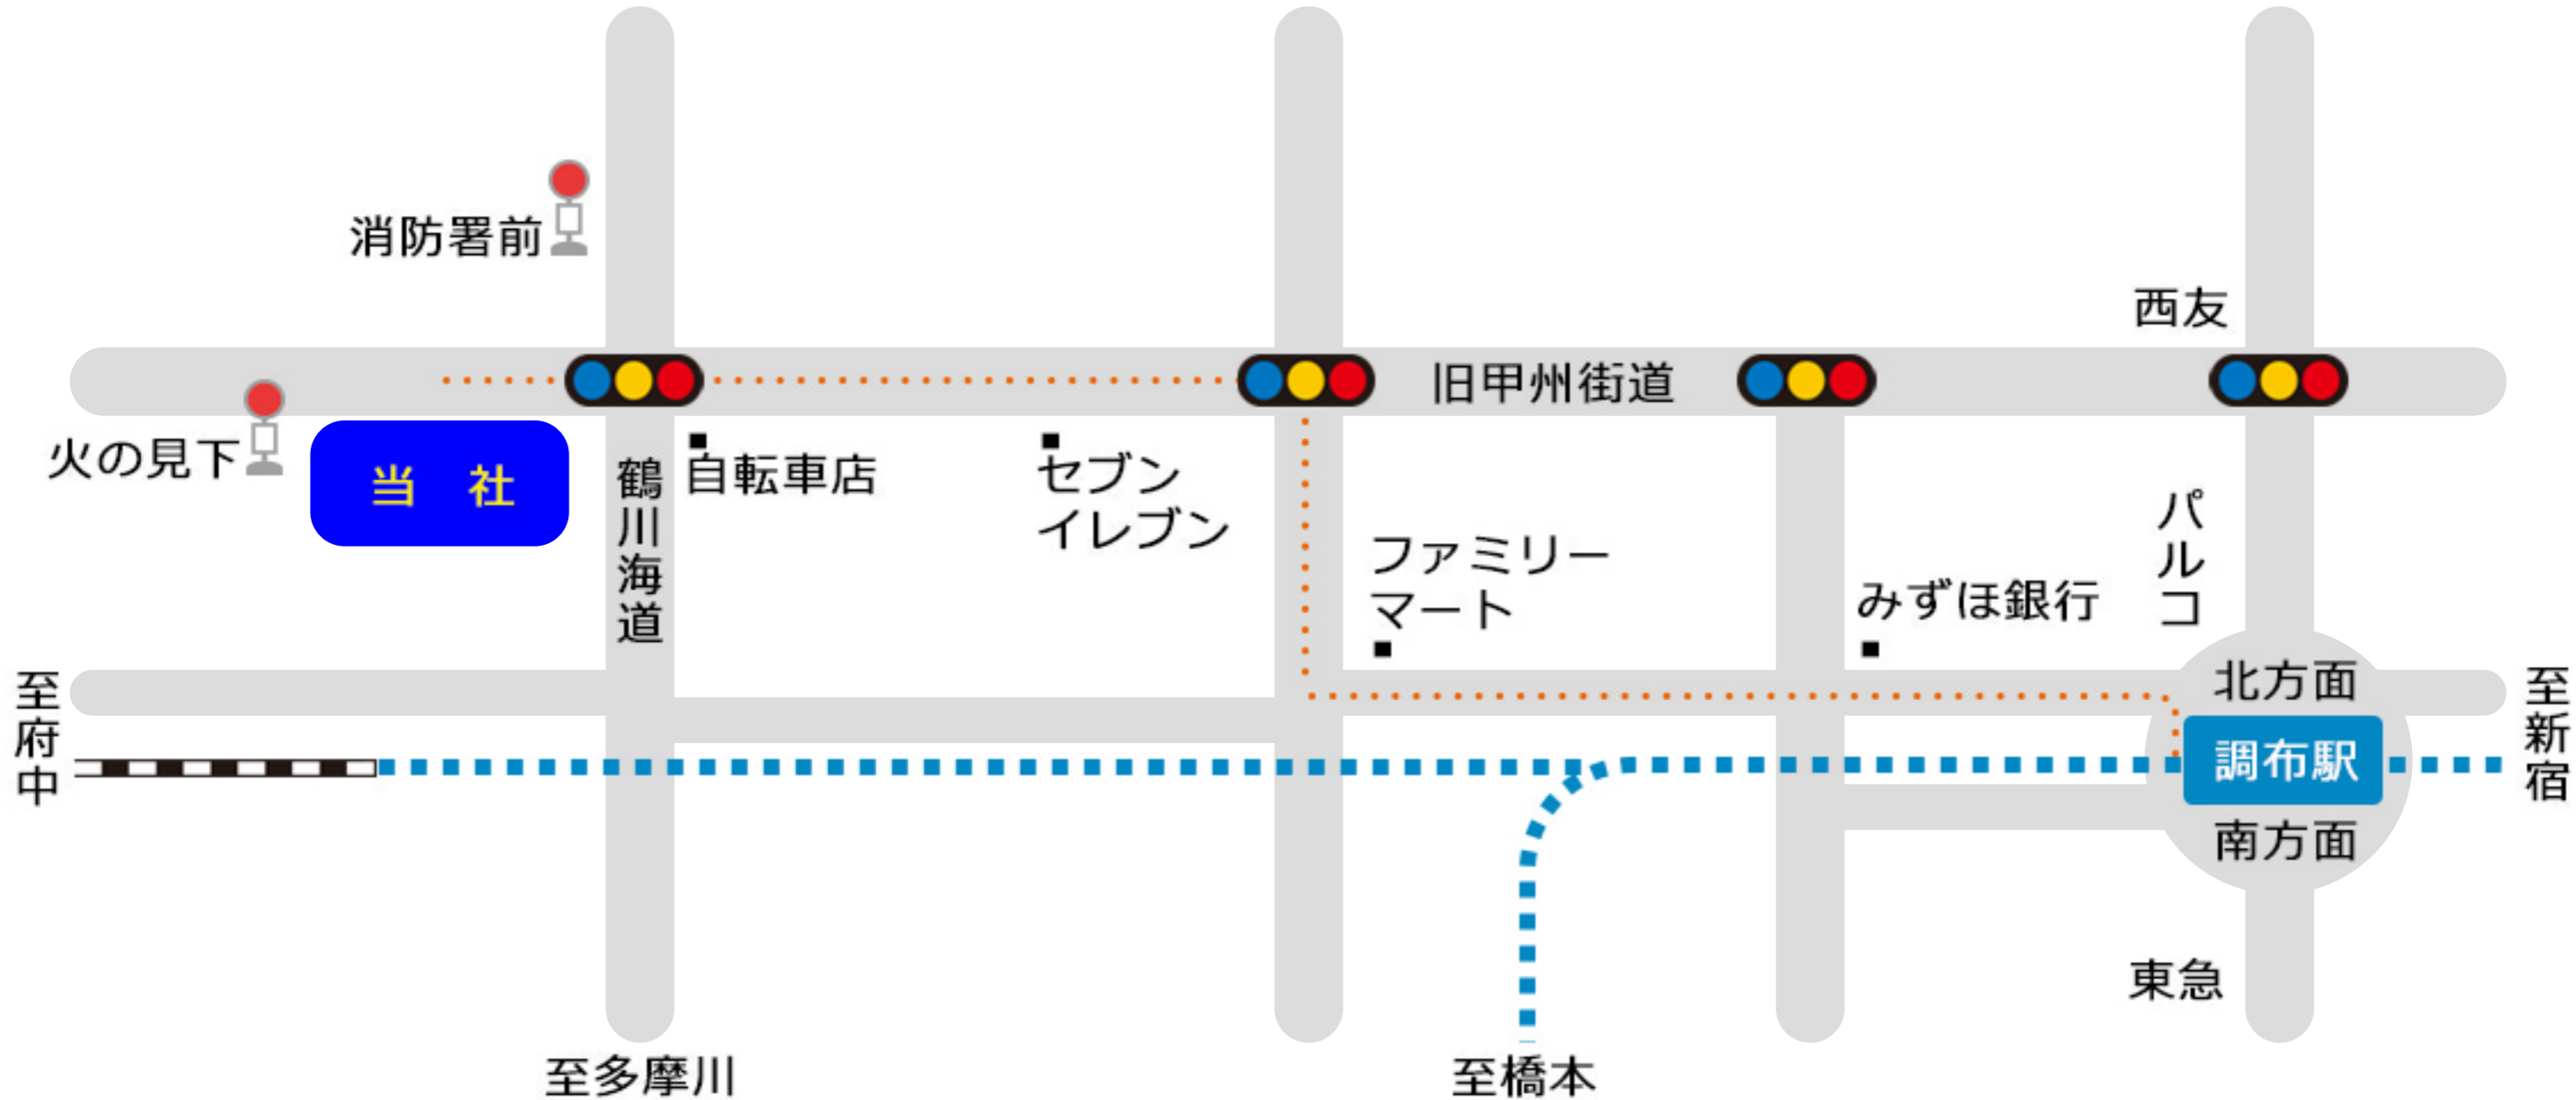 消防署前
西友
旧甲州街道
火の見下
当 社
鶴川海道
自転車店
セブン
イレブン
ファミリー
マート
みずほ銀行
パルコ
至府中
北方面
調布駅
南方面
至新宿
東急
至多摩川
至橋本